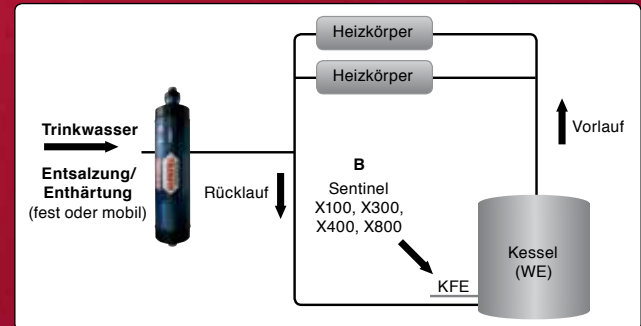 Heizkörper
Heizkörper
Trinkwasser
Entsalzung/
Enthärtung
(fest oder mobil)
Rücklauf
B
Sentinel
X100, X300,
X400, X800
KFE
Vorlauf
Kessel
(WE)